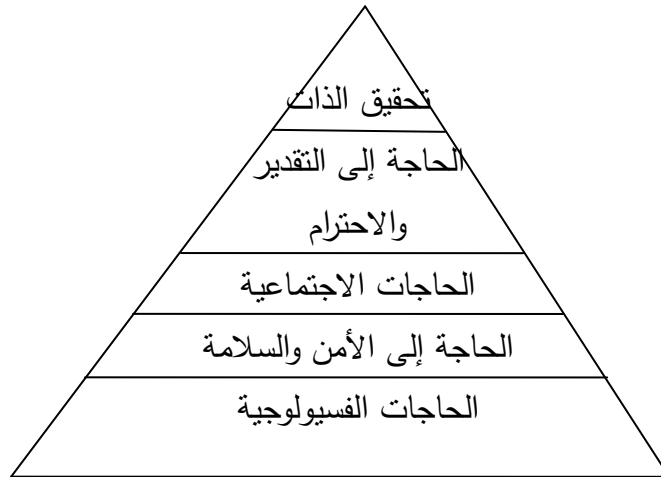 تحقيق الذات
الحاجة إلى التقدير
والاحترام
الحاجات الاجتماعية
الحاجة إلى الأمن والسلامة
الحاجات الفسيولوجية